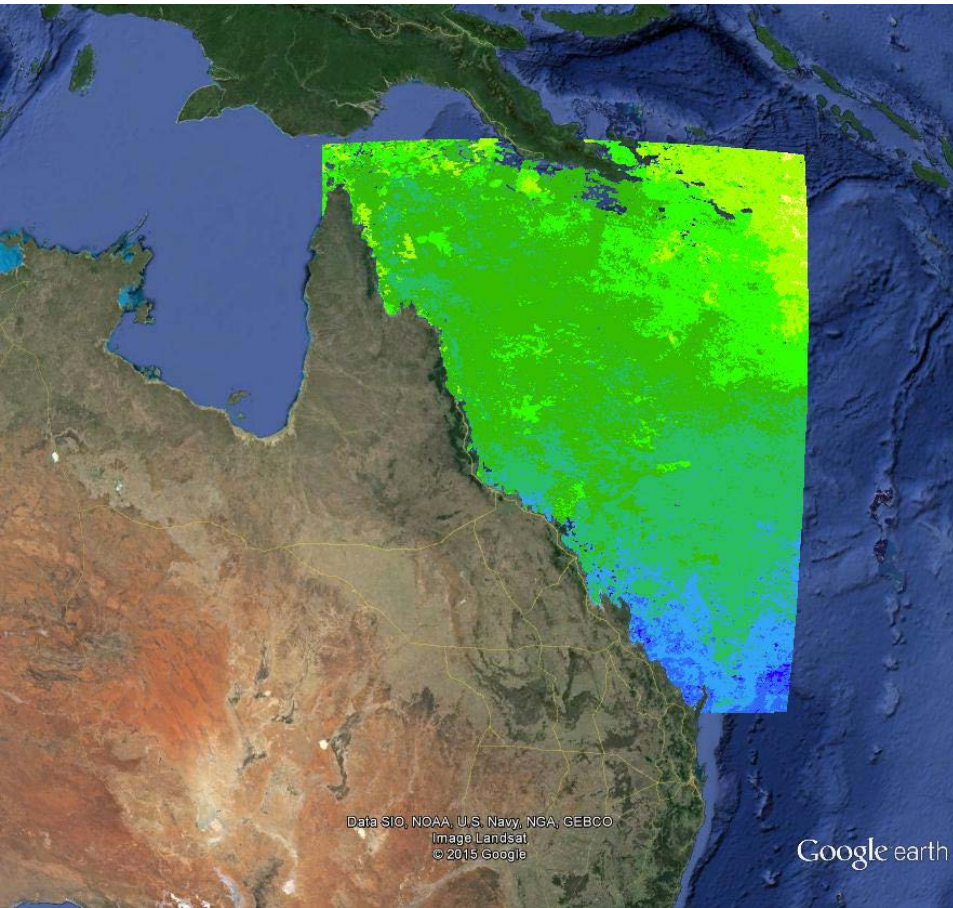 Data SIO, NOAA, U.S. Navy, NGA, GEBCO
Image Landsat
© 2015 Google
Google earth